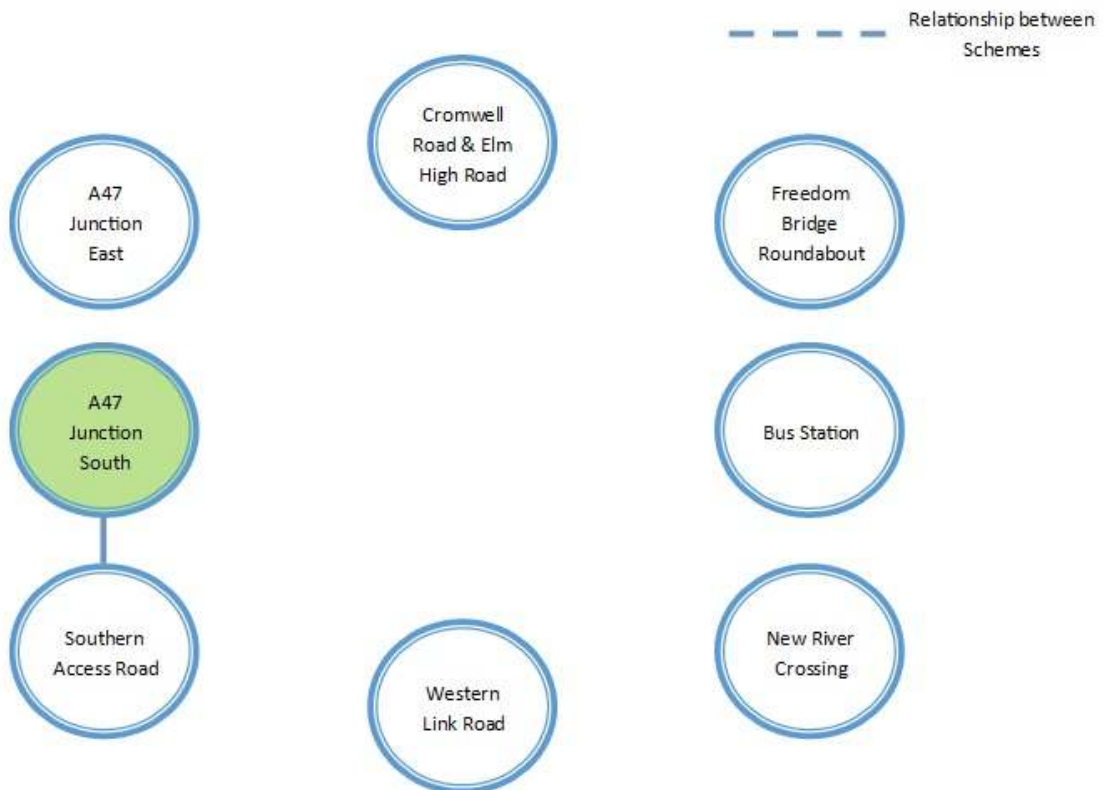 Relationship between
Schemes
Cromwell
Road & Elm
High Road
A47
Junction
East
Freedom
Bridge
Roundabout
A47
Junction
South
Bus Station
Southern
Access Road
New River
Crossing
Western
Link Road